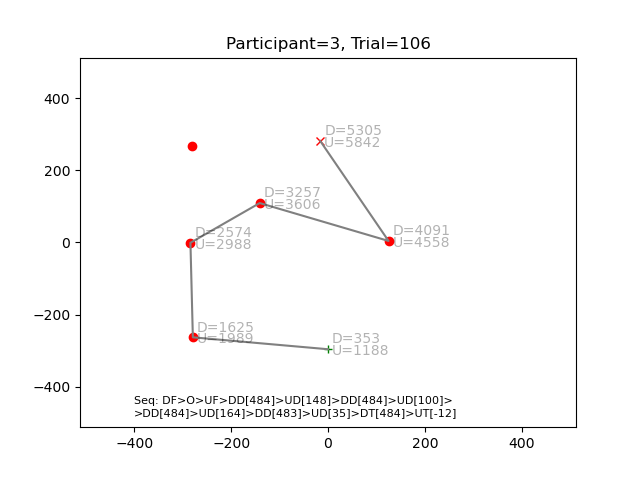 Participant=3, Trial=106
400
200
0
−200
−400
D=5305
U=5842
D=3257
U=3606
D=2574
U=2988
D=4091
U=4558
D=1625
U=1989
D=353
U=1188
Seq: DF>O>UF>DD[484]>UD[148]>DD[484]>UD[100]>
>DD[484]>UD[164]>DD[483]>UD[35]>DT[484]>UT[-12]
−400 −200 0 200 400